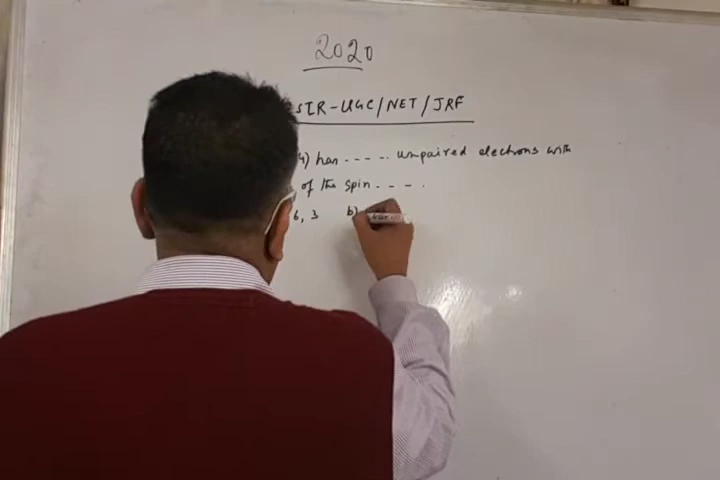 2020
SIR-UGC/NET/JRF
4) has ..... unpaired electrons with
of the spin ....
6, 3 b)